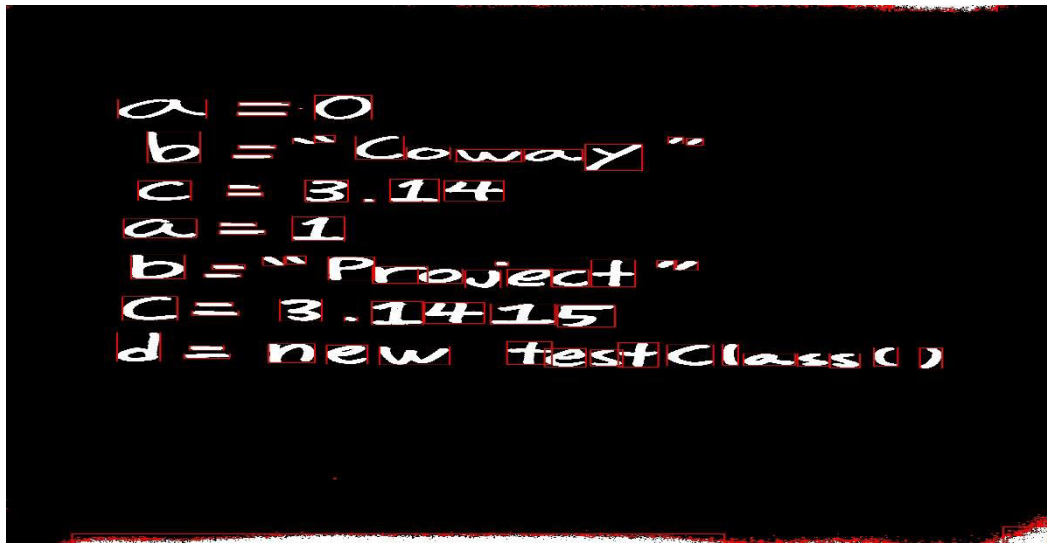 a = 0
b = "Coway"
c = 3.14
a = 1
b = "Project"
c = 3.1415
d = new testClass()